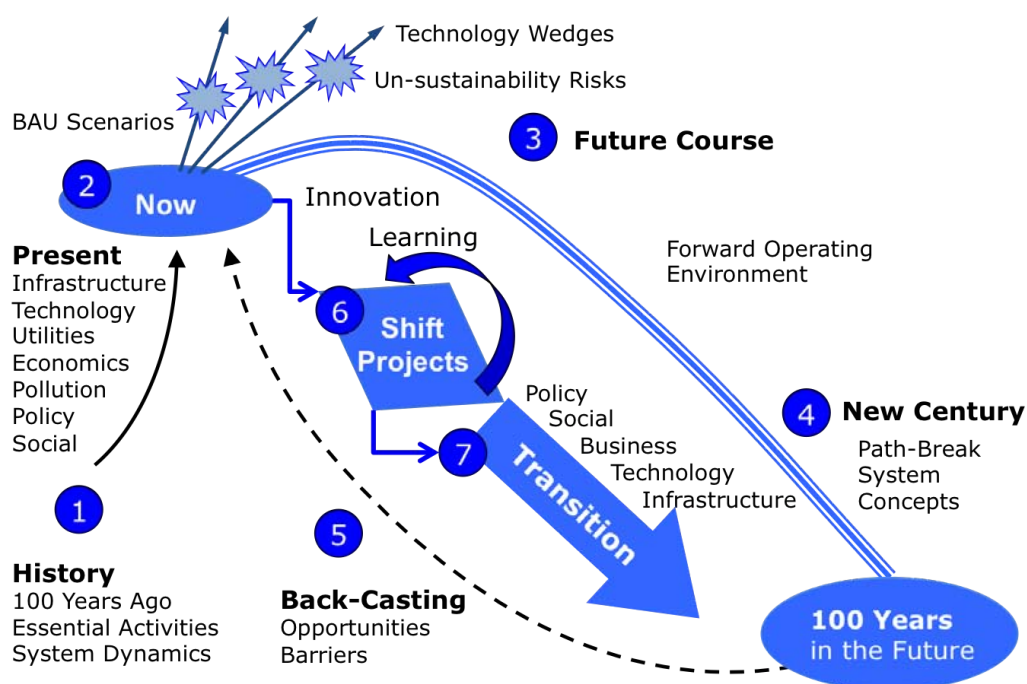 Technology Wedges
Un-sustainability Risks
BAU Scenarios
3 Future Course
2 Now
Innovation
Learning
Forward Operating
Environment
Present
Infrastructure
Technology
Utilities
Economics
Pollution
Policy
Social
6 Shift
Projects
Policy
Social
Business
Technology
Infrastructure
7 Transition
4 New Century
Path-Break
System
Concepts
1
History
100 Years Ago
Essential Activities
System Dynamics
5
Back-Casting
Opportunities
Barriers
100 Years
in the Future